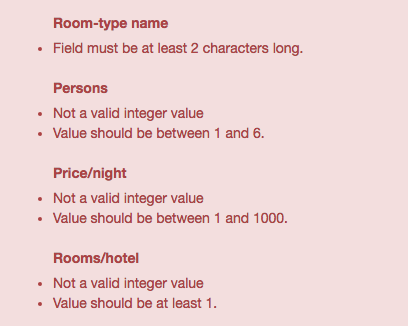 Room-type name
Field must be at least 2 characters long.
Persons
Not a valid integer value
Value should be between 1 and 6.
Price/night
Not a valid integer value
Value should be between 1 and 1000.
Rooms/hotel
Not a valid integer value
Value should be at least 1.